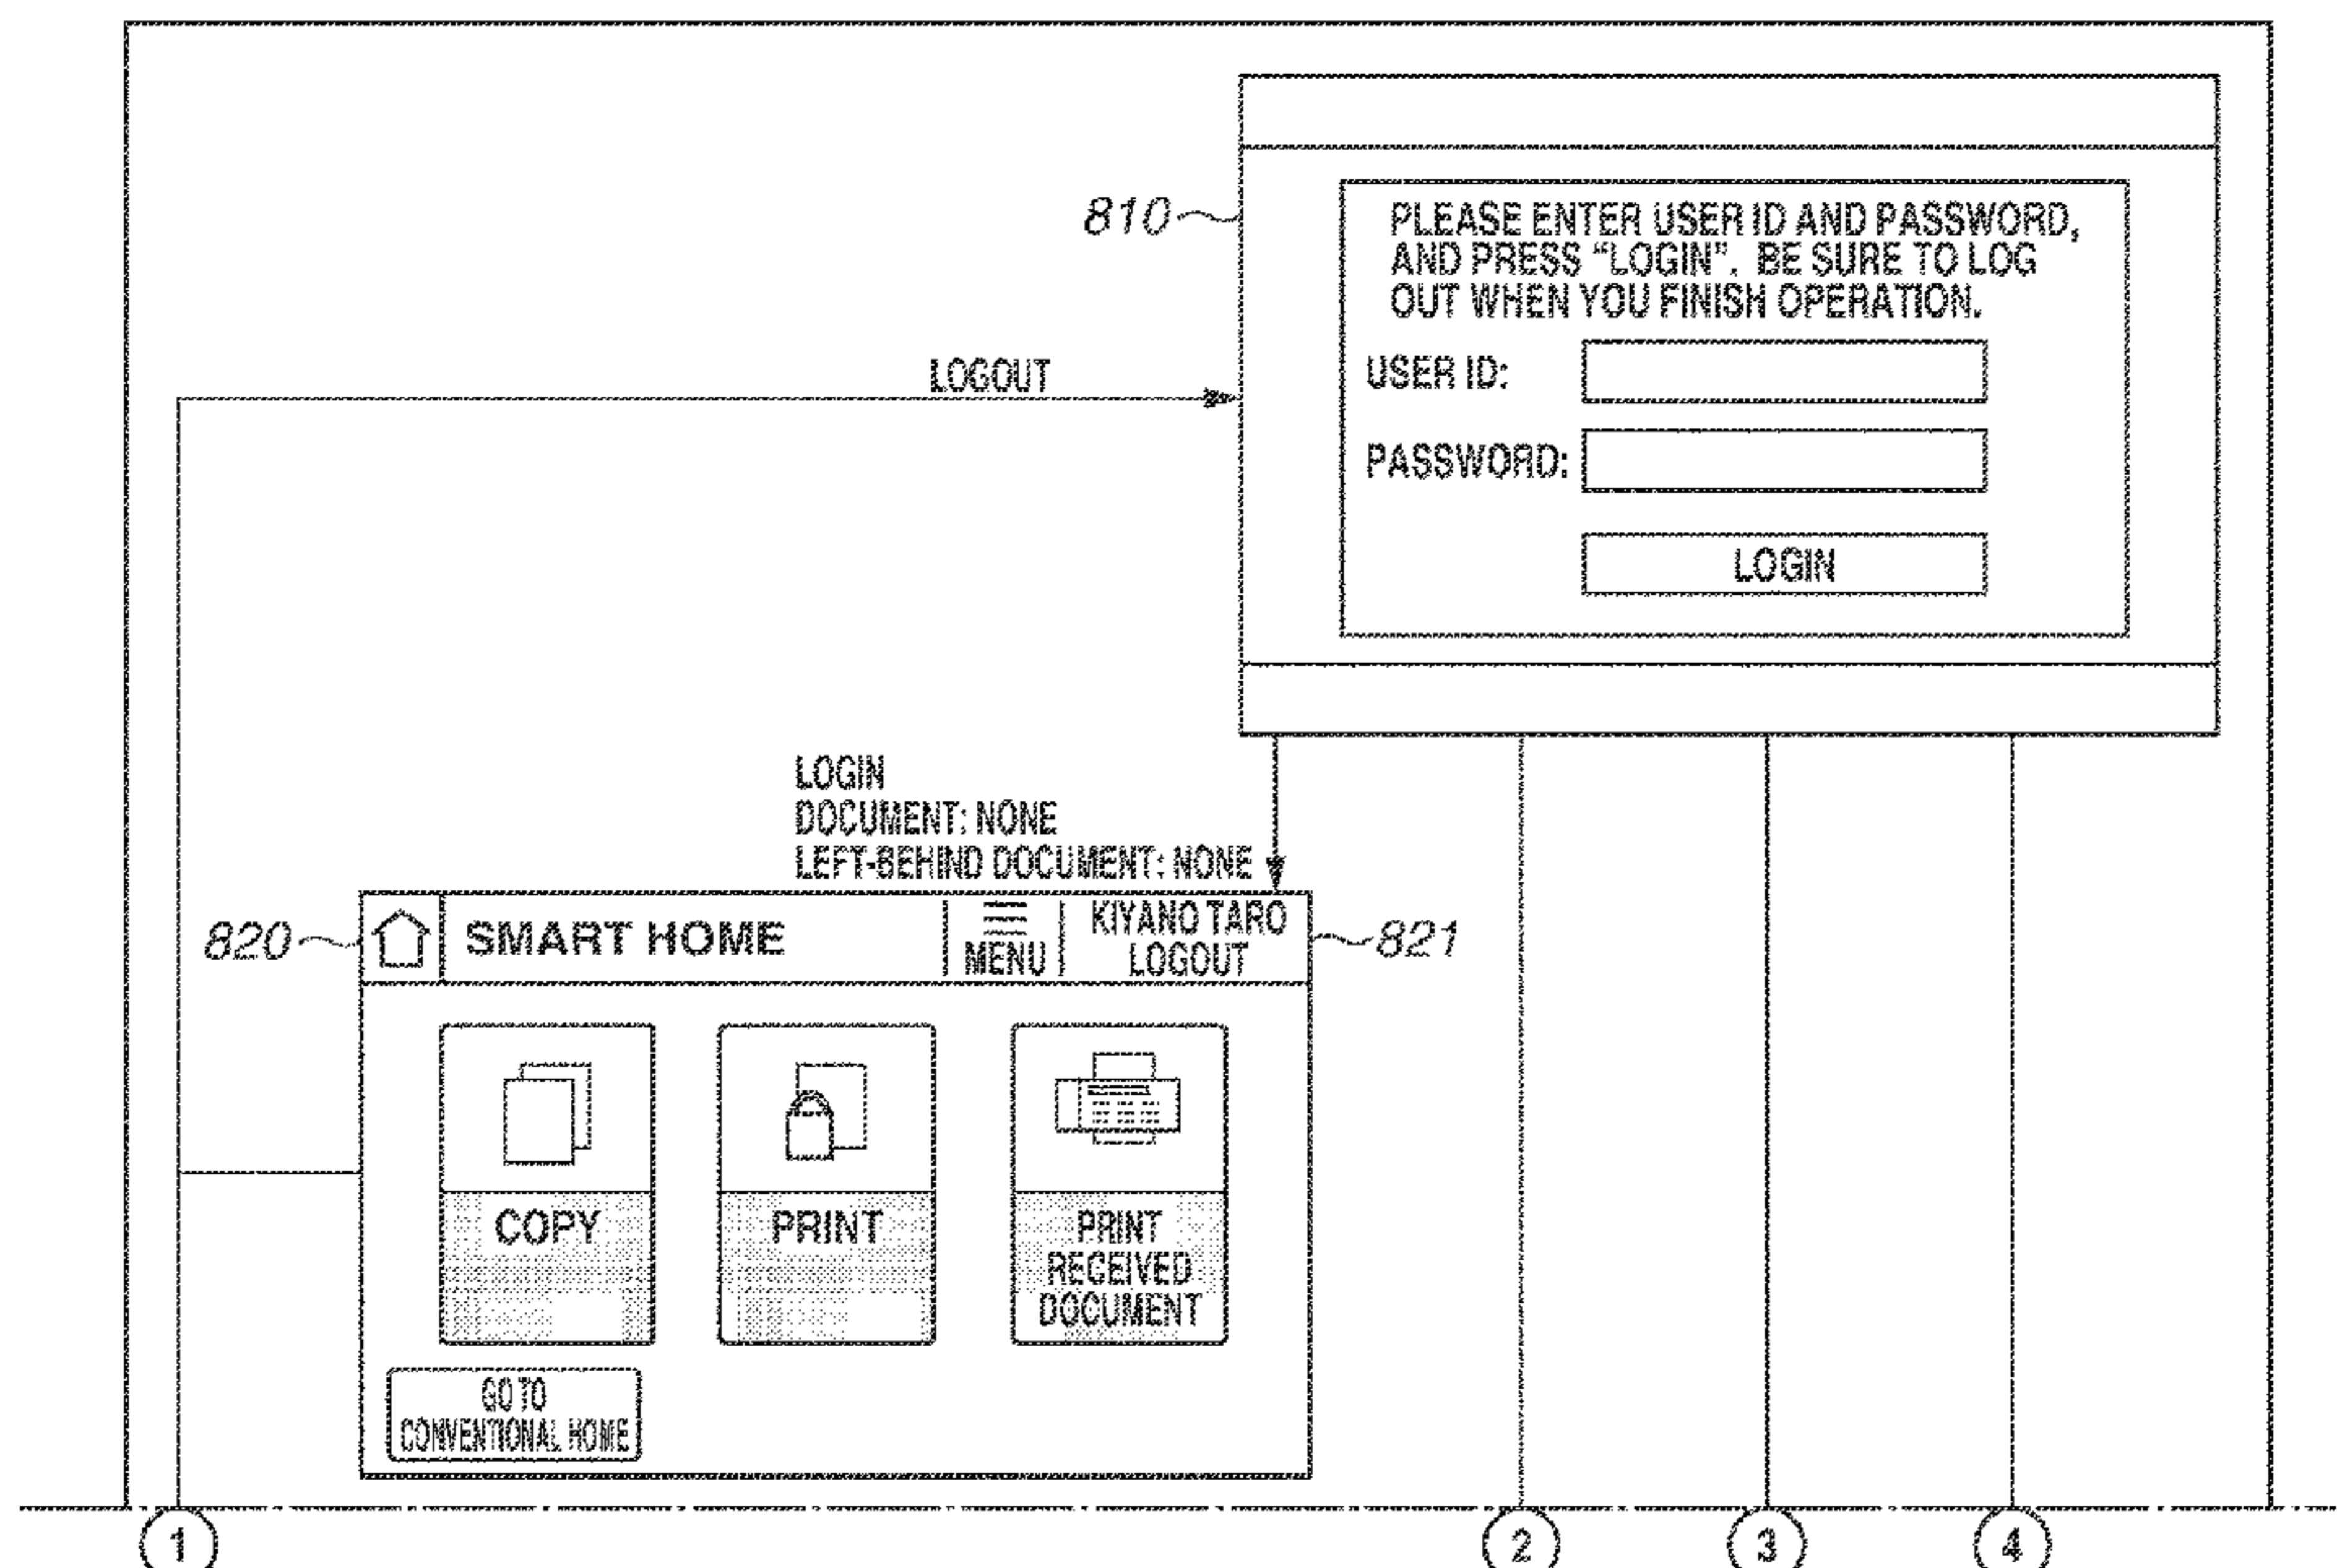 810
PLEASE ENTER USER ID AND PASSWORD,
AND PRESS “LOGIN”. BE SURE TO LOG
OUT WHEN YOU FINISH OPERATION.
LOGOUT
USER ID:
PASSWORD:
LOGIN
LOGIN
DOCUMENT: NONE
LEFT-BEHIND DOCUMENT: NONE
820
SMART HOME
MENU
KIYANO TARO
LOGOUT
821
COPY
PRINT
PRINT
RECEIVED
DOCUMENT
GO TO
CONVENTIONAL HOME
1
2
3
4